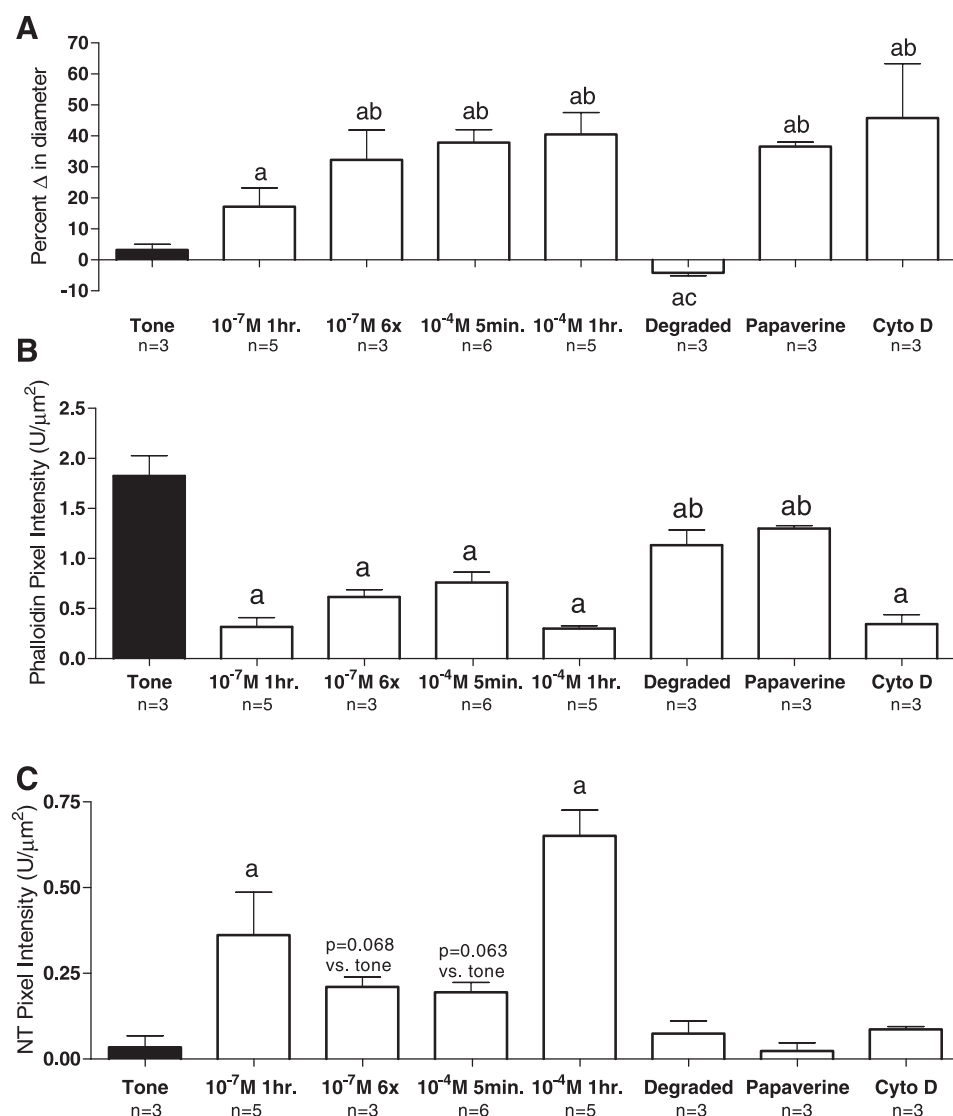 A
Percent Δ in diameter
70
60
50
40
30
20
10
0
-10
a
ab
ab
ab
ac
ab
ab
Tone 10⁻⁷M 1hr. 10⁻⁷M 6x 10⁻⁴M 5min. 10⁻⁴M 1hr. Degraded Papaverine Cyto D
n=3 n=5 n=3 n=6 n=5 n=3 n=3 n=3
B
Phalloidin Pixel Intensity (U/μm²)
2.5
2.0
1.5
1.0
0.5
0.0
a
a
a
a
ab
ab
a
Tone 10⁻⁷M 1hr. 10⁻⁷M 6x 10⁻⁴M 5min. 10⁻⁴M 1hr. Degraded Papaverine Cyto D
n=3 n=5 n=3 n=6 n=5 n=3 n=3 n=3
C
NT Pixel Intensity (U/μm²)
0.75
0.50
0.25
0.00
a
p=0.068
vs. tone
p=0.063
vs. tone
a
Tone 10⁻⁷M 1hr. 10⁻⁷M 6x 10⁻⁴M 5min. 10⁻⁴M 1hr. Degraded Papaverine Cyto D
n=3 n=5 n=3 n=6 n=5 n=3 n=3 n=3